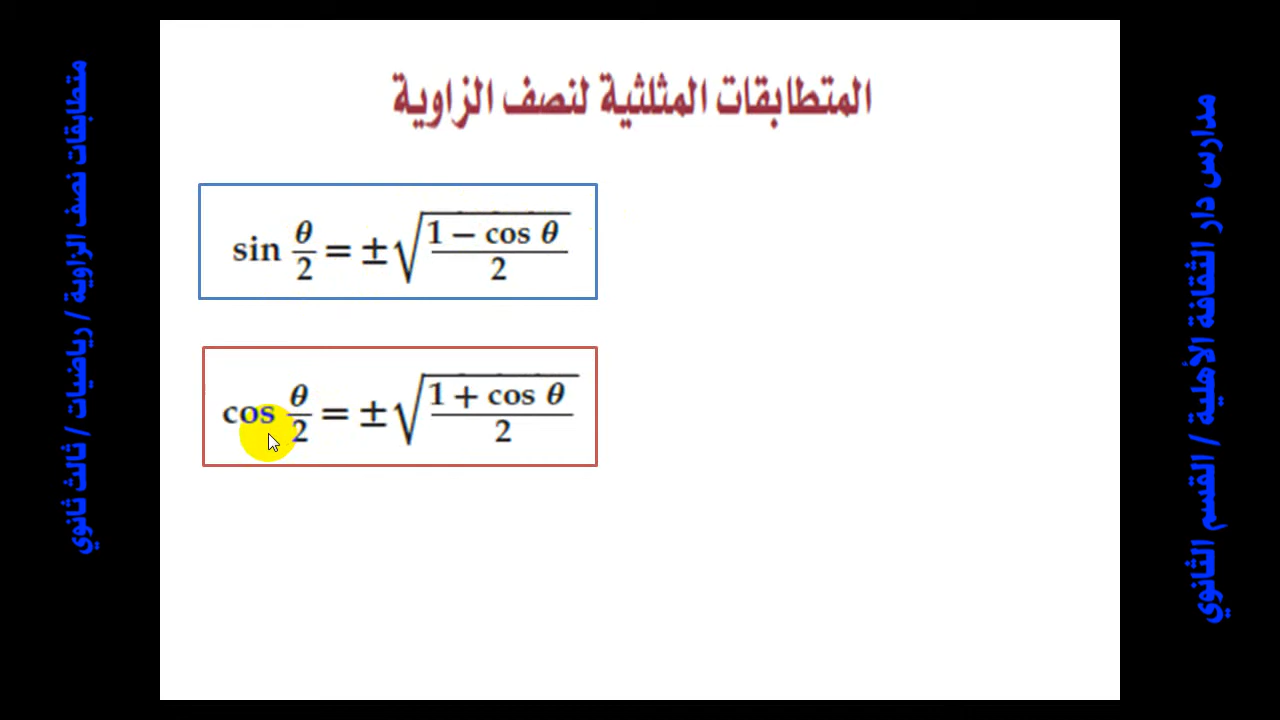 المتطابقات المثلثية لنصف الزاوية
sin θ/2 = ±√((1 − cos θ)/2)
cos θ/2 = ±√((1 + cos θ)/2)
مدارس دار الثقافة الأهلية / القسم الثانوي
متطابقات نصف الزاوية / رياضيات / ثالث ثانوي